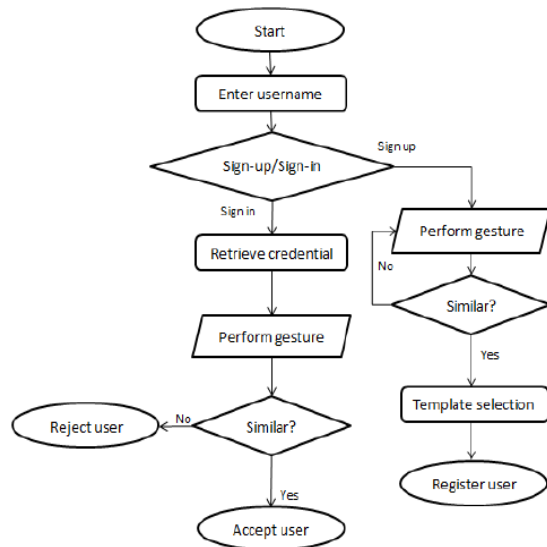 Start
Enter username
Sign up
Sign-up/Sign-in
Sign in
Perform gesture
Retrieve credential
No
Similar?
Perform gesture
Yes
Template selection
No
Reject user
Similar?
Register user
Yes
Accept user